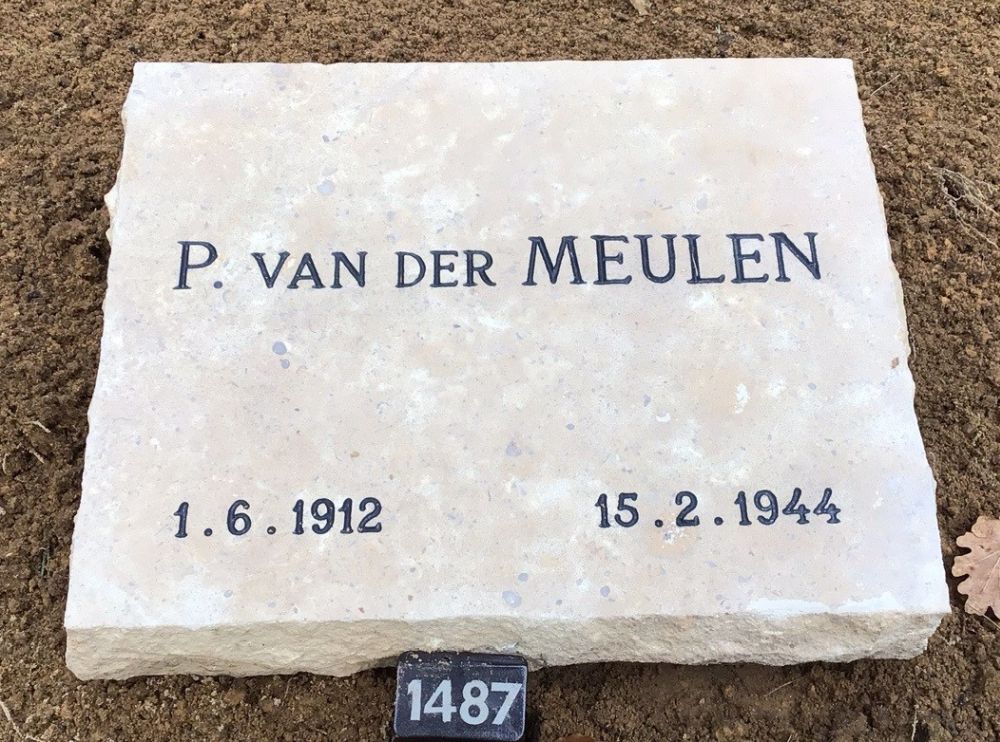 P. VAN DER MEULEN
1.6.1912 15.2.1944
1487